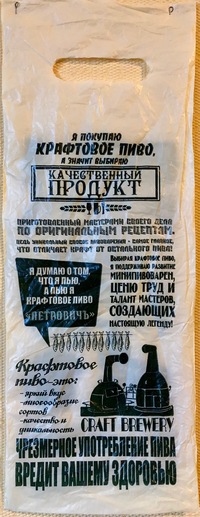 Я ПОКУПАЮ
КРАФТОВОЕ ПИВО,
А ЗНАЧИТ ВЫБИРАЮ
КАЧЕСТВЕННЫЙ
ПРОДУКТ
ПРИГОТОВЛЕННЫЙ МАСТЕРАМИ СВОЕГО ДЕЛА
ПО ОРИГИНАЛЬНЫМ РЕЦЕПТАМ.
ВЕДЬ УНИКАЛЬНЫЙ СПОСОБ ПИВОВАРЕНИЯ - САМОЕ ГЛАВНОЕ,
ЧТО ОТЛИЧАЕТ КРАФТ ОТ ОСТАЛЬНОГО ПИВА!
Я ДУМАЮ О ТОМ,
ЧТО Я ПЬЮ,
А ПЬЮ Я
КРАФТОВОЕ ПИВО
«ПЕТРОВИЧЪ»
ВЫБИРАЯ КРАФТОВОЕ ПИВО,
Я ПОДДЕРЖИВАЮ РАЗВИТИЕ
МИНИПИВОВАРЕН,
ЦЕНЮ ТРУД И
ТАЛАНТ МАСТЕРОВ,
СОЗДАЮЩИХ
НАСТОЯЩУЮ ЛЕГЕНДУ!
Крафтовое
пиво-это:
- яркий вкус
- многообразие
сортов
- качество и
уникальность
CRAFT BREWERY
ЧРЕЗМЕРНОЕ УПОТРЕБЛЕНИЕ ПИВА
ВРЕДИТ ВАШЕМУ ЗДОРОВЬЮ